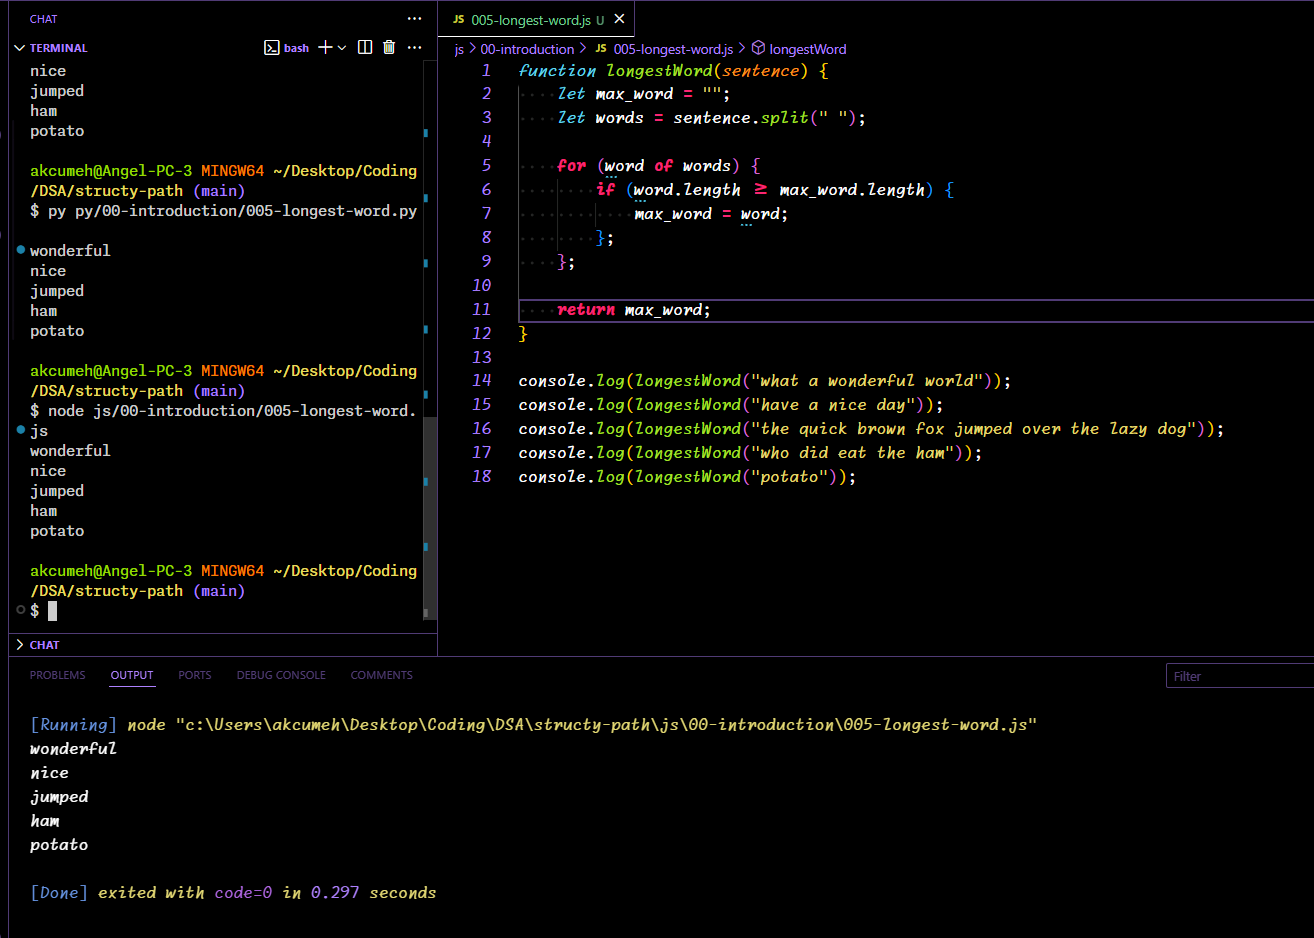 CHAT
TERMINAL
bash
nice
jumped
ham
potato
akcumeh@Angel-PC-3 MINGW64 ~/Desktop/Coding
/DSA/structy-path (main)
$ py py/00-introduction/005-longest-word.py
wonderful
nice
jumped
ham
potato
akcumeh@Angel-PC-3 MINGW64 ~/Desktop/Coding
/DSA/structy-path (main)
$ node js/00-introduction/005-longest-word.
js
wonderful
nice
jumped
ham
potato
akcumeh@Angel-PC-3 MINGW64 ~/Desktop/Coding
/DSA/structy-path (main)
$
CHAT
JS 005-longest-word.js U
js > 00-introduction > JS 005-longest-word.js > longestWord
1 function longestWord(sentence) {
2 let max_word = "";
3 let words = sentence.split(" ");
4
5 for (word of words) {
6 if (word.length ≥ max_word.length) {
7 max_word = word;
8 };
9 };
10
11 return max_word;
12 }
13
14 console.log(longestWord("what a wonderful world"));
15 console.log(longestWord("have a nice day"));
16 console.log(longestWord("the quick brown fox jumped over the lazy dog"));
17 console.log(longestWord("who did eat the ham"));
18 console.log(longestWord("potato"));
PROBLEMS OUTPUT PORTS DEBUG CONSOLE COMMENTS
Filter
[Running] node "c:\Users\akcumeh\Desktop\Coding\DSA\structy-path\js\00-introduction\005-longest-word.js"
wonderful
nice
jumped
ham
potato
[Done] exited with code=0 in 0.297 seconds